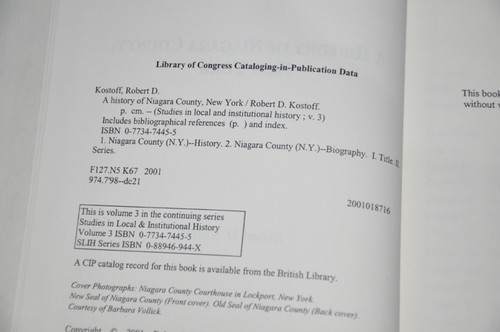 Library of Congress Cataloging-in-Publication Data
Kostoff, Robert D.
A history of Niagara County, New York / Robert D. Kostoff.
p. cm. -- (Studies in local and institutional history ; v. 3)
Includes bibliographical references (p. ) and index.
ISBN 0-7734-7445-5
1. Niagara County (N.Y.)--History. 2. Niagara County (N.Y.)--Biography. I. Title. II.
Series.
F127.N5 K67 2001
974.798--dc21
2001018716
This is volume 3 in the continuing series
Studies in Local & Institutional History
Volume 3 ISBN 0-7734-7445-5
SLIH Series ISBN 0-88946-944-X
A CIP catalog record for this book is available from the British Library.
Cover Photographs: Niagara County Courthouse in Lockport, New York.
New Seal of Niagara County (Front cover). Old Seal of Niagara County (Back cover).
Courtesy of Barbara Vollick.
Copyright © 2001
This book
without